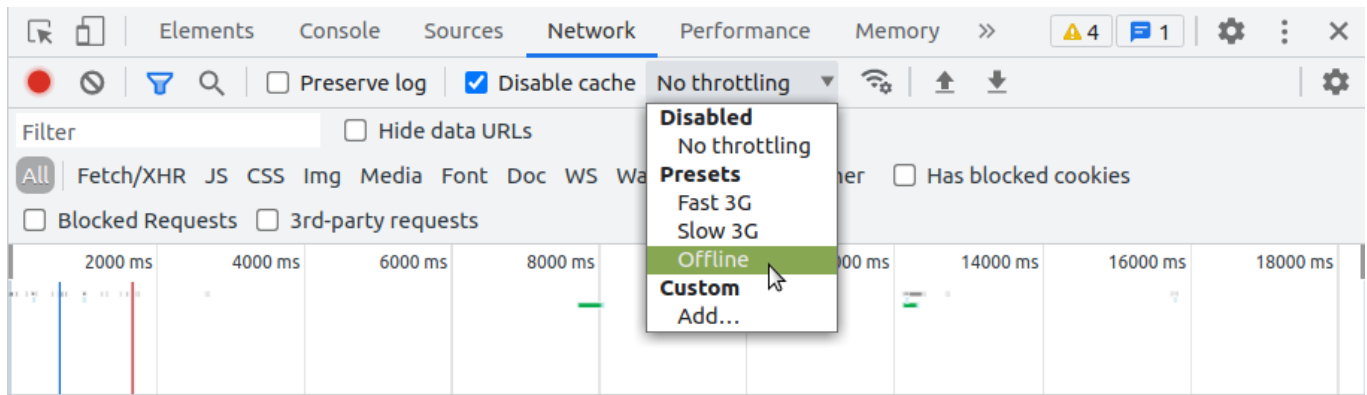 Elements Console Sources Network Performance Memory » 4 1
Preserve log Disable cache No throttling
Filter Hide data URLs
Disabled
No throttling
All Fetch/XHR JS CSS Img Media Font Doc WS Has blocked cookies
Presets
Fast 3G
Blocked Requests 3rd-party requests
Slow 3G
Offline
2000 ms 4000 ms 6000 ms 8000 ms 14000 ms 16000 ms 18000 ms
Custom
Add...